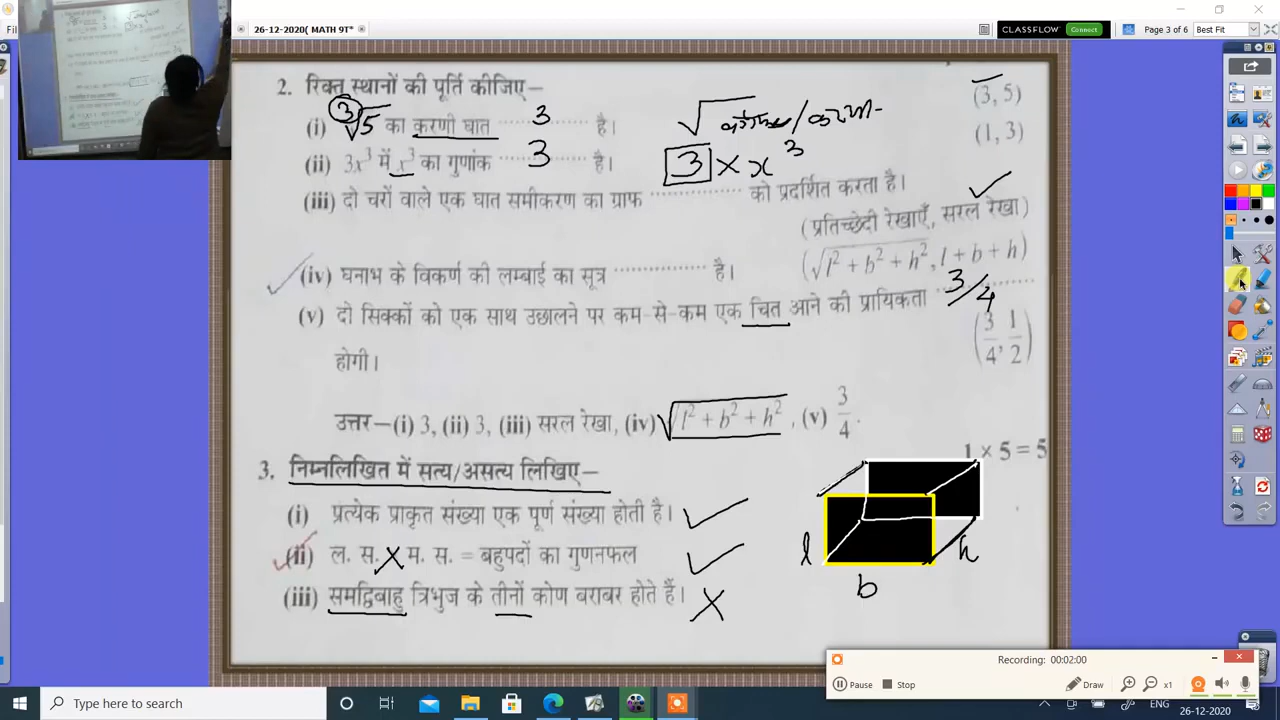 26-12-2020( MATH 9T*
CLASSFLOW Connect
Page 3 of 6
Best Fit
2. रिक्त स्थानों की पूर्ति कीजिए–
(i) ∛5 का करणी घात 3 है। (3, 5)
(ii) 3x³ में x³ का गुणांक 3 है। (1, 3)
3 × x³
(iii) दो चरों वाले एक घात समीकरण का ग्राफ ············ को प्रदर्शित करता है।
(प्रतिच्छेदी रेखाएँ, सरल रेखा)
(iv) घनाभ के विकर्ण की लम्बाई का सूत्र ············ है। (√l² + b² + h², l + b + h)
(v) दो सिक्कों को एक साथ उछालने पर कम-से-कम एक चित आने की प्रायिकता 3/4
होगी। (3/4, 1/2)
उत्तर–(i) 3, (ii) 3, (iii) सरल रेखा, (iv) √l² + b² + h², (v) 3/4.
1 × 5 = 5
3. निम्नलिखित में सत्य/असत्य लिखिए–
(i) प्रत्येक प्राकृत संख्या एक पूर्ण संख्या होती है। ✓
(ii) ल. स. × म. स. = बहुपदों का गुणनफल ✓
(iii) समद्विबाहु त्रिभुज के तीनों कोण बराबर होते हैं। X
l
b
h
Recording: 00:02:00
Pause Stop Draw x1
Type here to search
ENG
26-12-2020